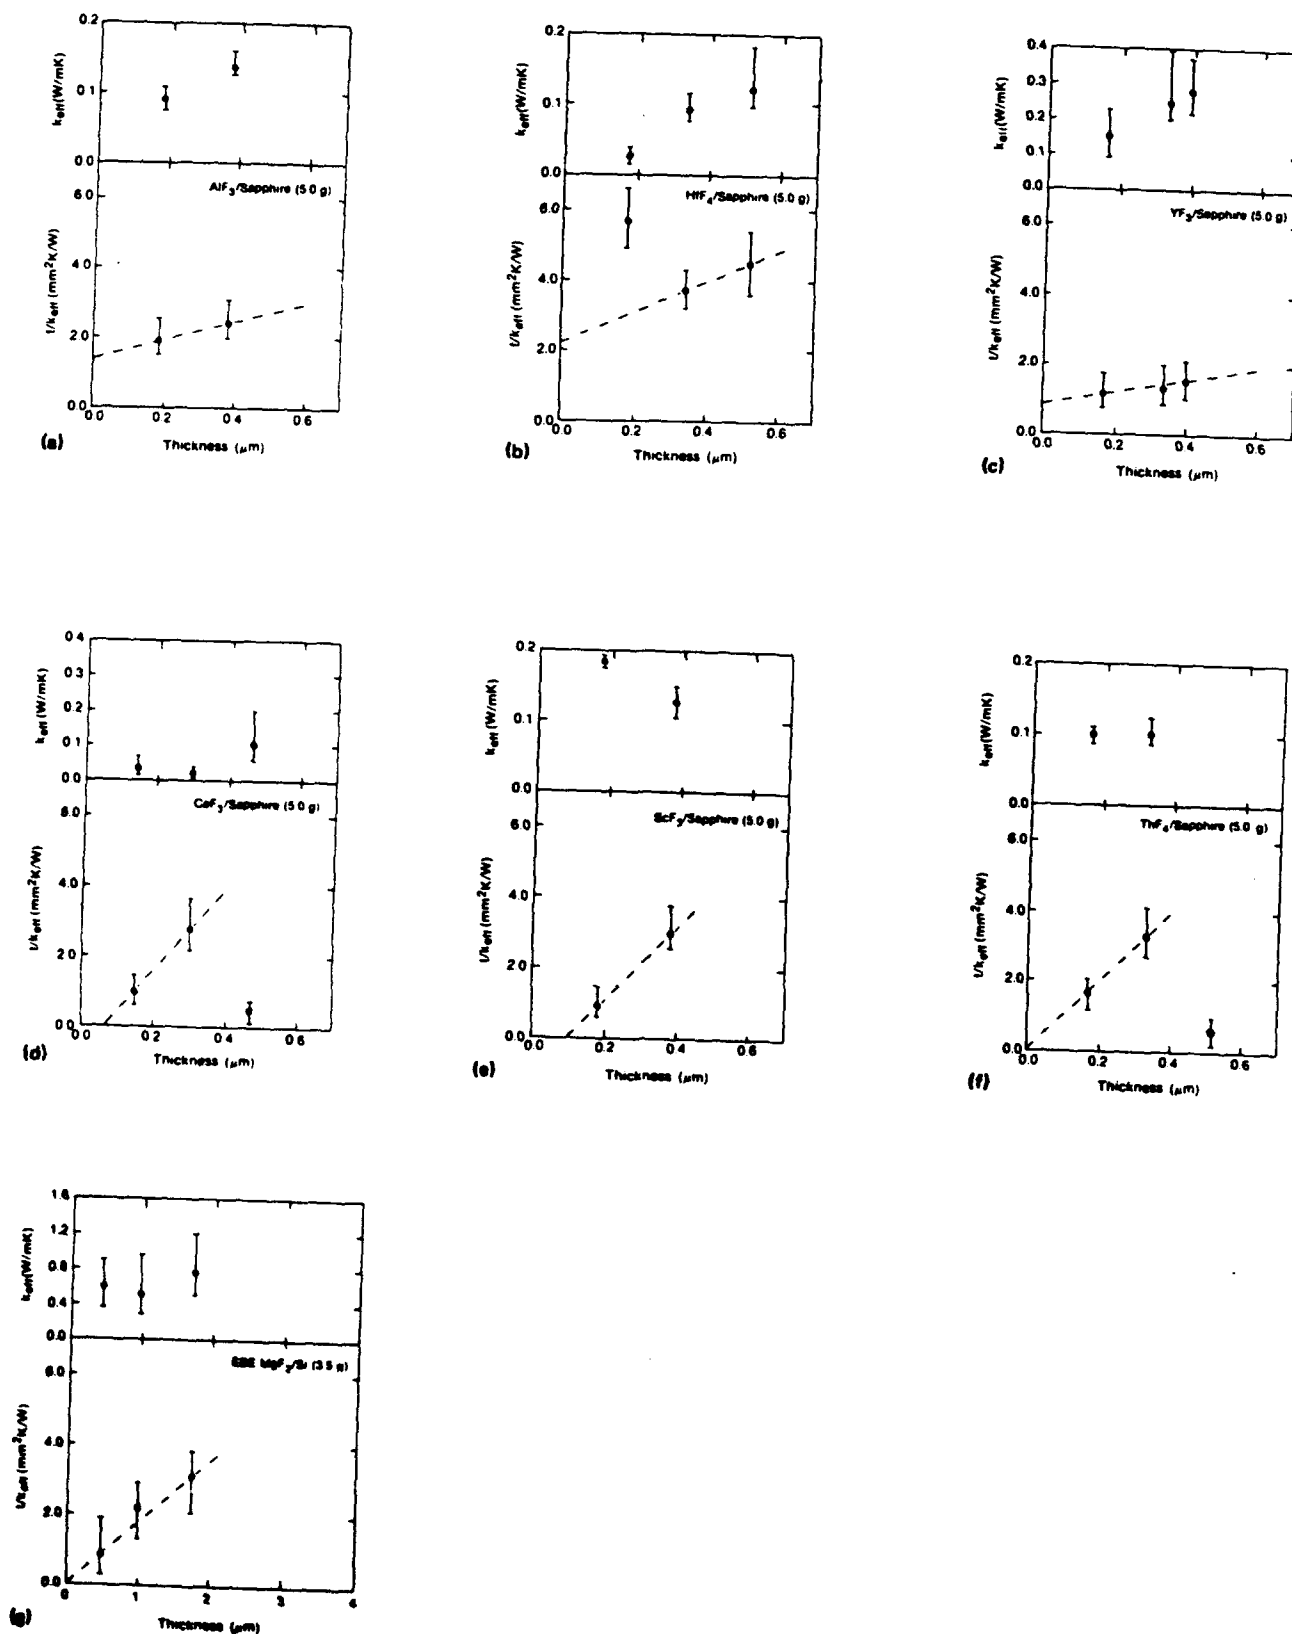 0.2
0.1
0.0
k_eff(W/mK)
AlF3/Sapphire (5.0 g)
6.0
4.0
2.0
0.0
t/k_eff (mm²K/W)
0.0 0.2 0.4 0.6
Thickness (μm)
(a)
0.2
0.1
0.0
k_eff(W/mK)
HfF4/Sapphire (5.0 g)
6.0
4.0
2.0
0.0
t/k_eff (mm²K/W)
0.0 0.2 0.4 0.6
Thickness (μm)
(b)
0.4
0.3
0.2
0.1
0.0
k_eff(W/mK)
YF3/Sapphire (5.0 g)
6.0
4.0
2.0
0.0
t/k_eff (mm²K/W)
0.0 0.2 0.4 0.6
Thickness (μm)
(c)
0.4
0.3
0.2
0.1
0.0
k_eff (W/mK)
/Sapphire (5.0 g)
6.0
4.0
2.0
0.0
t/k_eff (mm²K/W)
0.0 0.2 0.4 0.6
Thickness (μm)
(d)
0.2
0.1
0.0
k_eff(W/mK)
ScF3/Sapphire (5.0 g)
6.0
4.0
2.0
0.0
t/k_eff (mm²K/W)
0.0 0.2 0.4 0.6
Thickness (μm)
(e)
0.2
0.1
0.0
k_eff(W/mK)
ThF4/Sapphire (5.0 g)
6.0
4.0
2.0
0.0
t/k_eff (mm²K/W)
0.0 0.2 0.4 0.6
Thickness (μm)
(f)
1.6
1.2
0.8
0.4
0.0
k_eff(W/mK)
EBE MgF2/Si (3.5 g)
6.0
4.0
2.0
0.0
t/k_eff (mm²K/W)
0 1 2 3 4
Thickness (μm)
(g)